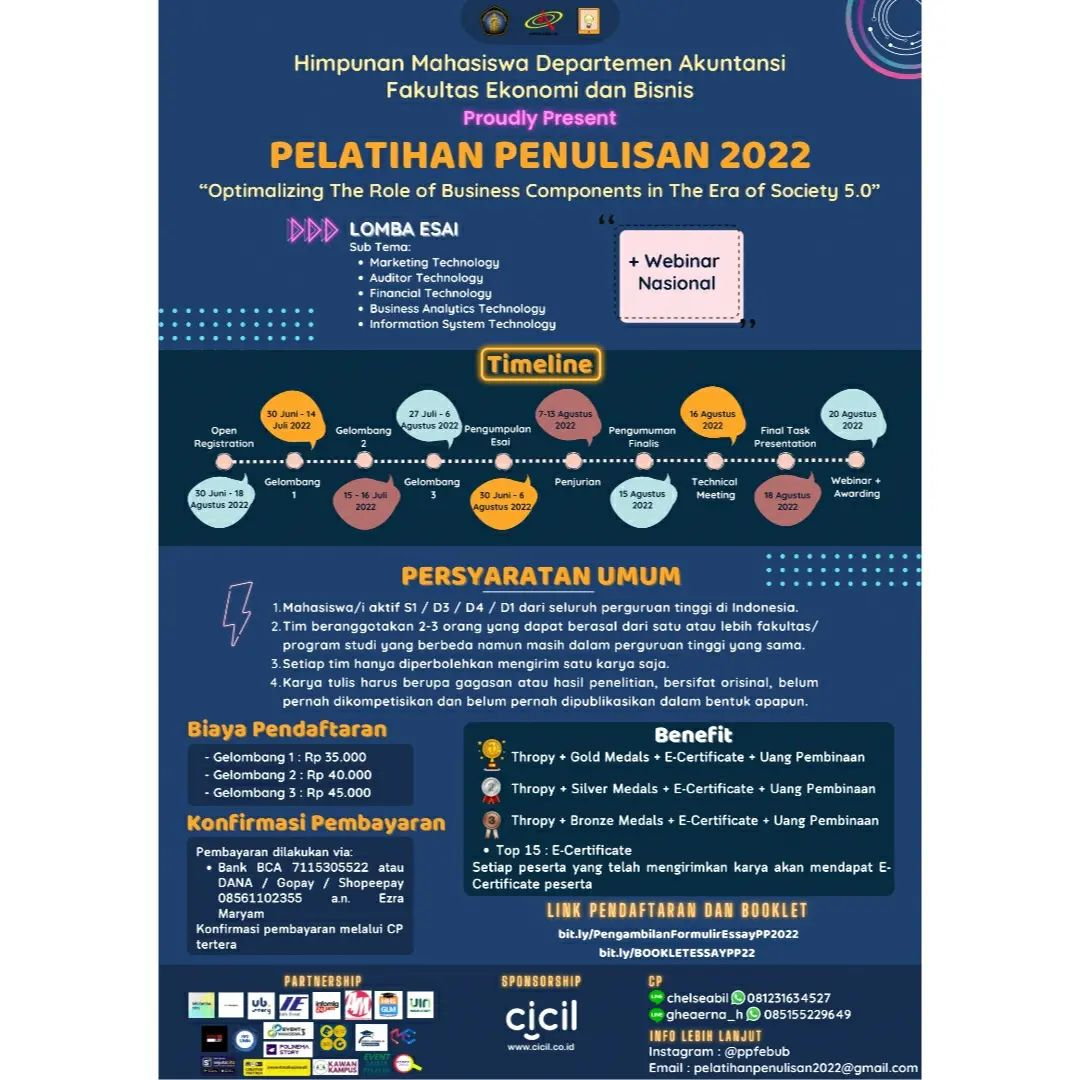 Himpunan Mahasiswa Departemen Akuntansi
Fakultas Ekonomi dan Bisnis
Proudly Present
PELATIHAN PENULISAN 2022
“Optimalizing The Role of Business Components in The Era of Society 5.0”
LOMBA ESAI
Sub Tema:
• Marketing Technology
• Auditor Technology
• Financial Technology
• Business Analytics Technology
• Information System Technology
“
+ Webinar
Nasional
”
Timeline
Open
Registration
30 Juni - 18
Agustus 2022
30 Juni - 14
Juli 2022
Gelombang
1
Gelombang
2
15 - 16 Juli
2022
27 Juli - 6
Agustus 2022
Gelombang
3
Pengumpulan
Esai
30 Juni - 6
Agustus 2022
7-13 Agustus
2022
Penjurian
Pengumuman
Finalis
15 Agustus
2022
16 Agustus
2022
Technical
Meeting
Final Task
Presentation
18 Agustus
2022
20 Agustus
2022
Webinar +
Awarding
PERSYARATAN UMUM
1. Mahasiswa/i aktif S1 / D3 / D4 / D1 dari seluruh perguruan tinggi di Indonesia.
2. Tim beranggotakan 2-3 orang yang dapat berasal dari satu atau lebih fakultas/
program studi yang berbeda namun masih dalam perguruan tinggi yang sama.
3. Setiap tim hanya diperbolehkan mengirim satu karya saja.
4. Karya tulis harus berupa gagasan atau hasil penelitian, bersifat orisinal, belum
pernah dikompetisikan dan belum pernah dipublikasikan dalam bentuk apapun.
Biaya Pendaftaran
- Gelombang 1 : Rp 35.000
- Gelombang 2 : Rp 40.000
- Gelombang 3 : Rp 45.000
Konfirmasi Pembayaran
Pembayaran dilakukan via:
• Bank BCA 7115305522 atau
DANA / Gopay / Shopeepay
08561102355 a.n. Ezra
Maryam
Konfirmasi pembayaran melalui CP
tertera
Benefit
Thropy + Gold Medals + E-Certificate + Uang Pembinaan
Thropy + Silver Medals + E-Certificate + Uang Pembinaan
3
Thropy + Bronze Medals + E-Certificate + Uang Pembinaan
• Top 15 : E-Certificate
Setiap peserta yang telah mengirimkan karya akan mendapat E-
Certificate peserta
LINK PENDAFTARAN DAN BOOKLET
bit.ly/PengambilanFormulirEssayPP2022
bit.ly/BOOKLETESSAYPP22
PARTNERSHIP
ub.
infomig
AM
GLM
UIN
EVENT
POLINEMA
STORY
KAWAN
KAMPUS
EVENT
SPONSORSHIP
cicil
www.cicil.co.id
CP
chelseabil 081231634527
gheaerna_h 085155229649
INFO LEBIH LANJUT
Instagram : @ppfebub
Email : pelatihanpenulisan2022@gmail.com